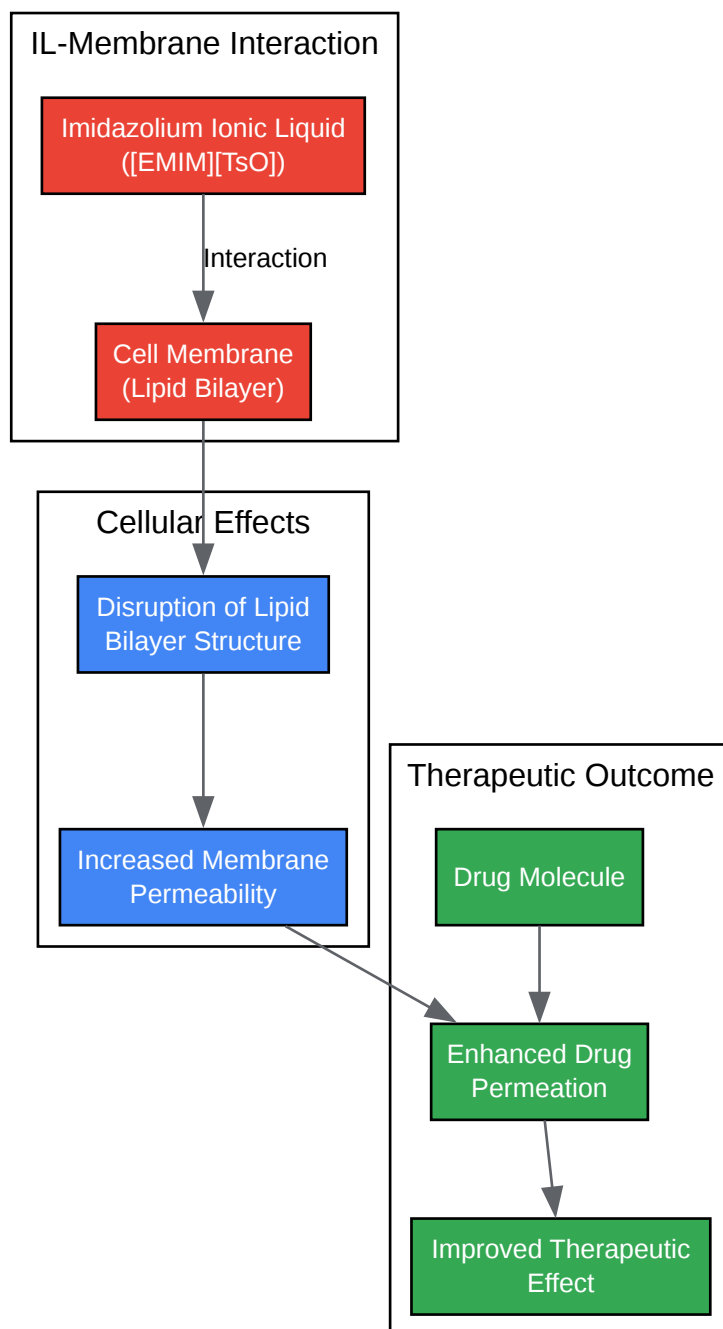 IL-Membrane Interaction
Imidazolium Ionic Liquid
([EMIM][TsO])
Interaction
Cell Membrane
(Lipid Bilayer)
Cellular Effects
Disruption of Lipid
Bilayer Structure
Increased Membrane
Permeability
Therapeutic Outcome
Drug Molecule
Enhanced Drug
Permeation
Improved Therapeutic
Effect